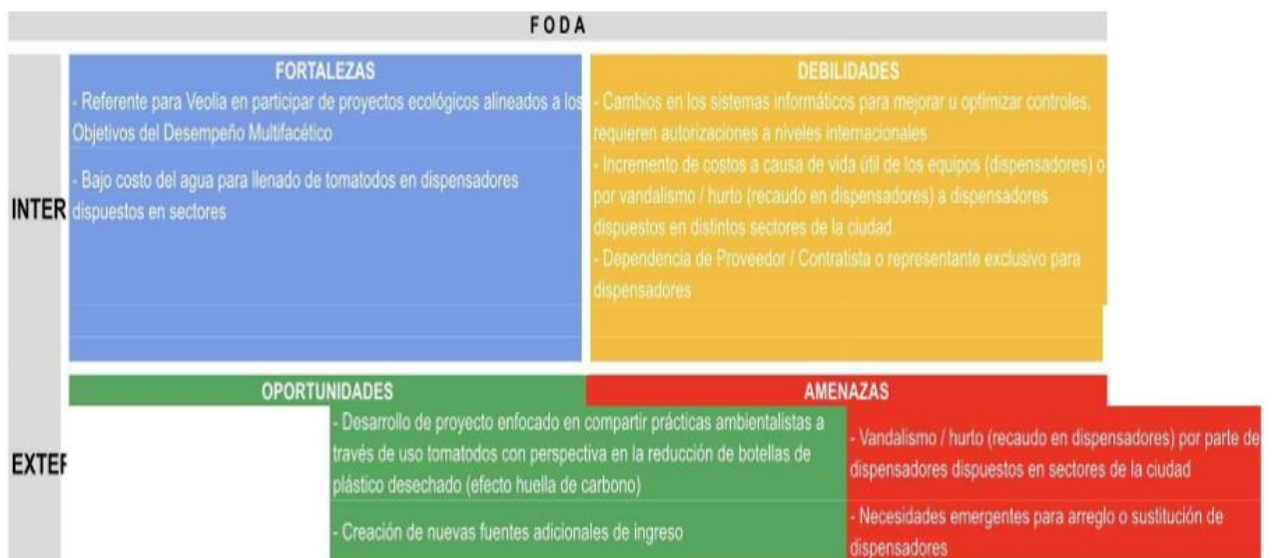 FODA
FORTALEZAS
- Referente para Veolia en participar de proyectos ecológicos alineados a los
Objetivos del Desempeño Multifacético
- Bajo costo del agua para llenado de tomatodos en dispensadores
dispuestos en sectores
DEBILIDADES
- Cambios en los sistemas informáticos para mejorar u optimizar controles,
requieren autorizaciones a niveles internacionales
- Incremento de costos a causa de vida útil de los equipos (dispensadores) o
por vandalismo / hurto (recaudo en dispensadores) a dispensadores
dispuestos en distintos sectores de la ciudad.
- Dependencia de Proveedor / Contratista o representante exclusivo para
dispensadores
INTER
OPORTUNIDADES
- Desarrollo de proyecto enfocado en compartir prácticas ambientalistas a
través de uso tomatodos con perspectiva en la reducción de botellas de
plástico desechado (efecto huella de carbono)
- Creación de nuevas fuentes adicionales de ingreso
AMENAZAS
- Vandalismo / hurto (recaudo en dispensadores) por parte de
dispensadores dispuestos en sectores de la ciudad
- Necesidades emergentes para arreglo o sustitución de
dispensadores
EXTER